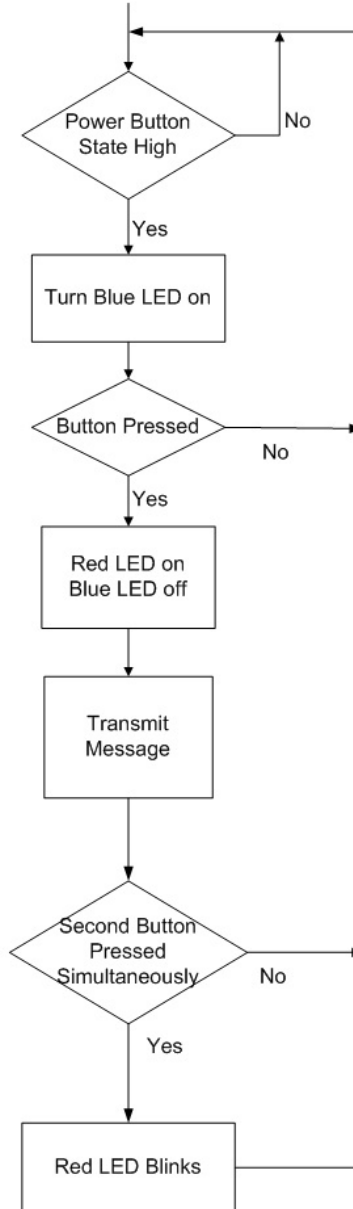 Power Button
State High
No
Yes
Turn Blue LED on
Button Pressed
No
Yes
Red LED on
Blue LED off
Transmit
Message
Second Button
Pressed
Simultaneously
No
Yes
Red LED Blinks